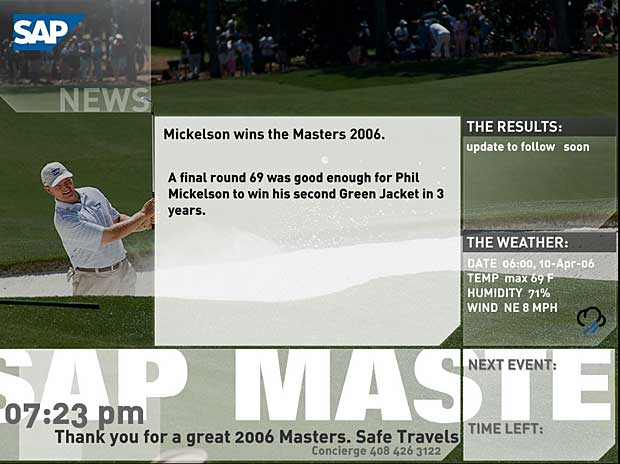 SAP
NEWS
Mickelson wins the Masters 2006.
A final round 69 was good enough for Phil
Mickelson to win his second Green Jacket in 3
years.
THE RESULTS:
update to follow soon
THE WEATHER:
DATE 06:00, 10-Apr-06
TEMP max 69 F
HUMIDITY 71%
WIND NE 8 MPH
SAP MASTE
07:23 pm
Thank you for a great 2006 Masters. Safe Travels
Concierge 408 426 3122
NEXT EVENT:
TIME LEFT: